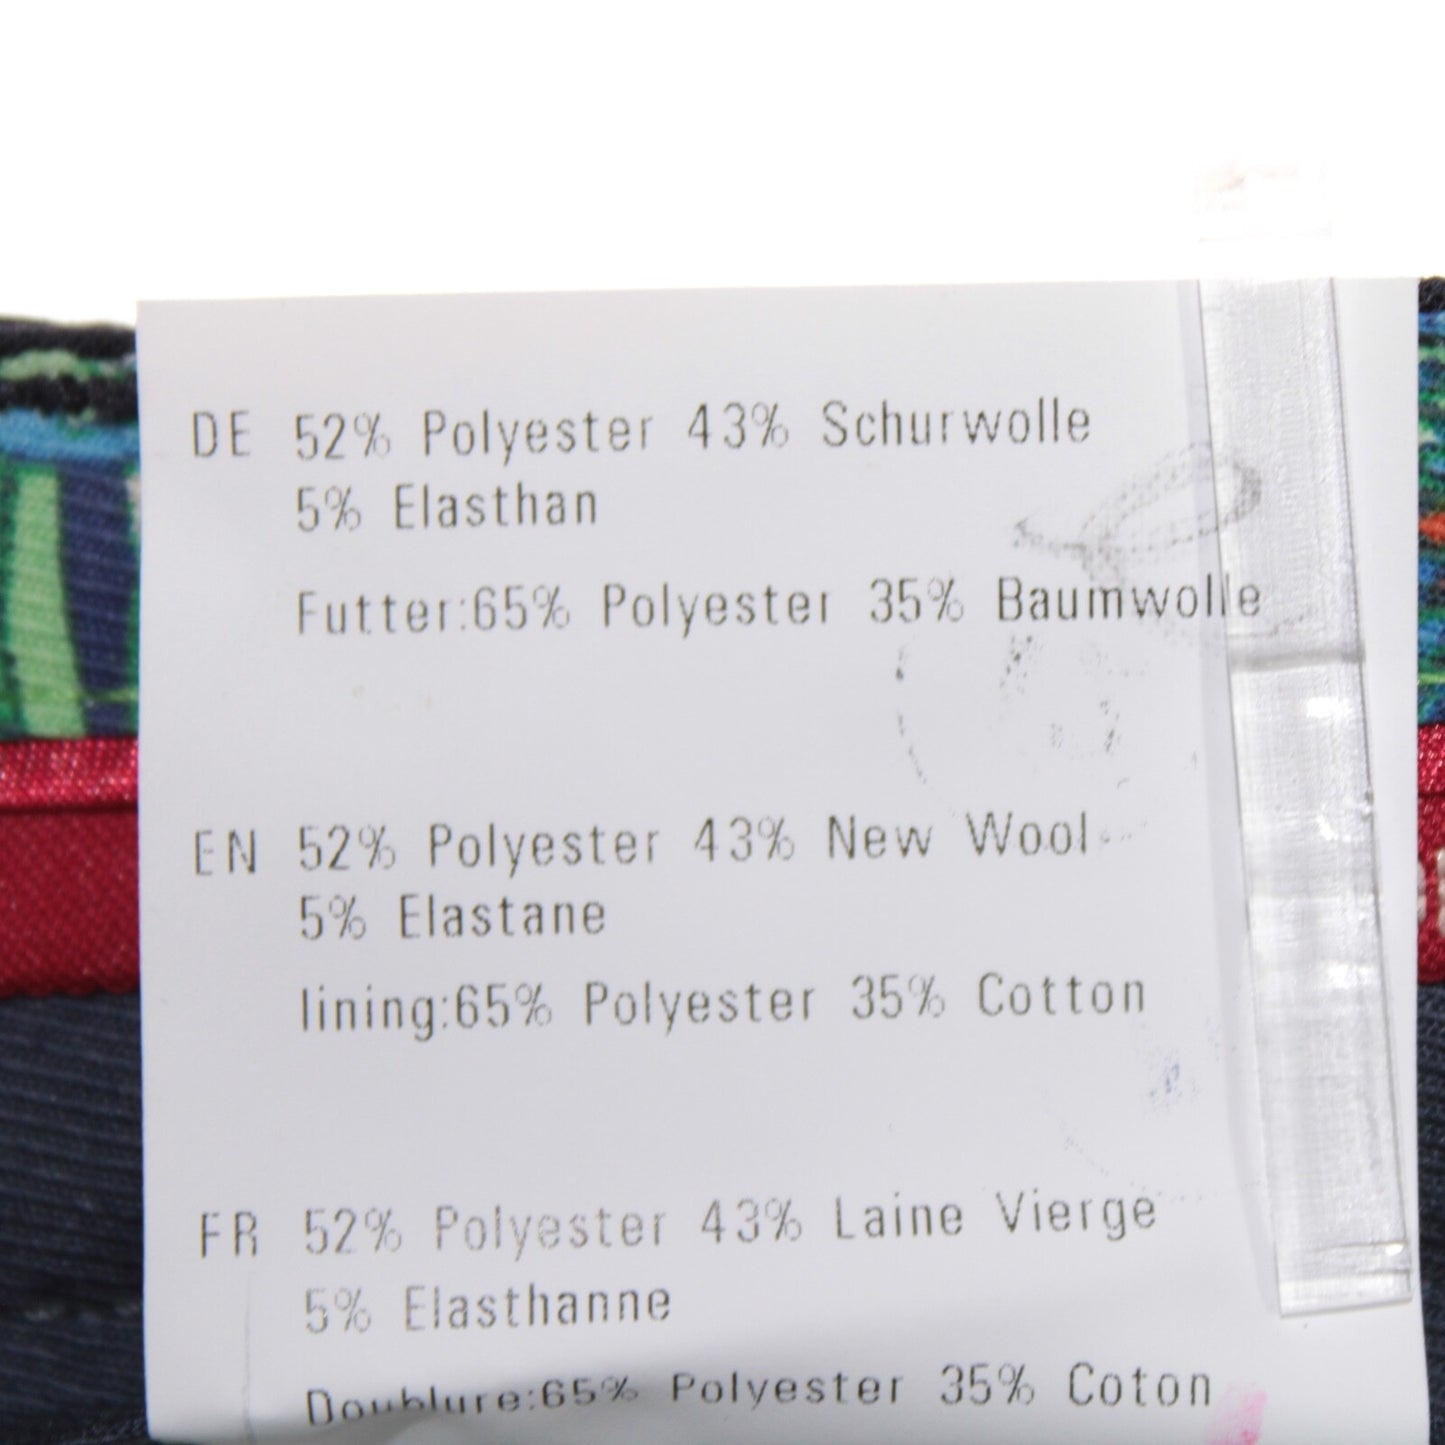 DE 52% Polyester 43% Schurwolle
5% Elasthan
Futter:65% Polyester 35% Baumwolle
EN 52% Polyester 43% New Wool
5% Elastane
lining:65% Polyester 35% Cotton
FR 52% Polyester 43% Laine Vierge
5% Elasthanne
Doublure:65% Polyester 35% Coton